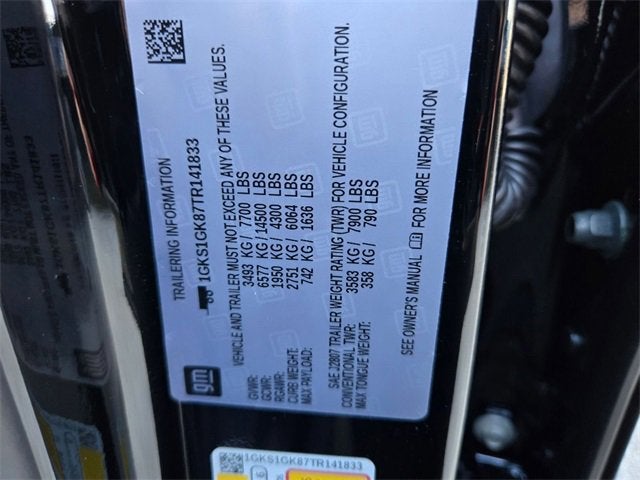 TRAILERING INFORMATION
1GKS1GK87TR141833
VEHICLE AND TRAILER MUST NOT EXCEED ANY OF THESE VALUES.
GVWR: 3493 KG / 7700 LBS
GCWR: 6577 KG / 14500 LBS
RGAWR: 1950 KG / 4300 LBS
CURB WEIGHT: 2751 KG / 6064 LBS
MAX PAYLOAD: 742 KG / 1636 LBS
SAE J2807 TRAILER WEIGHT RATING (TWR) FOR VEHICLE CONFIGURATION.
CONVENTIONAL TWR: 3583 KG / 7900 LBS
MAX TONGUE WEIGHT: 358 KG / 790 LBS
SEE OWNER'S MANUAL FOR MORE INFORMATION
gm
1GKS1GK87TR141833